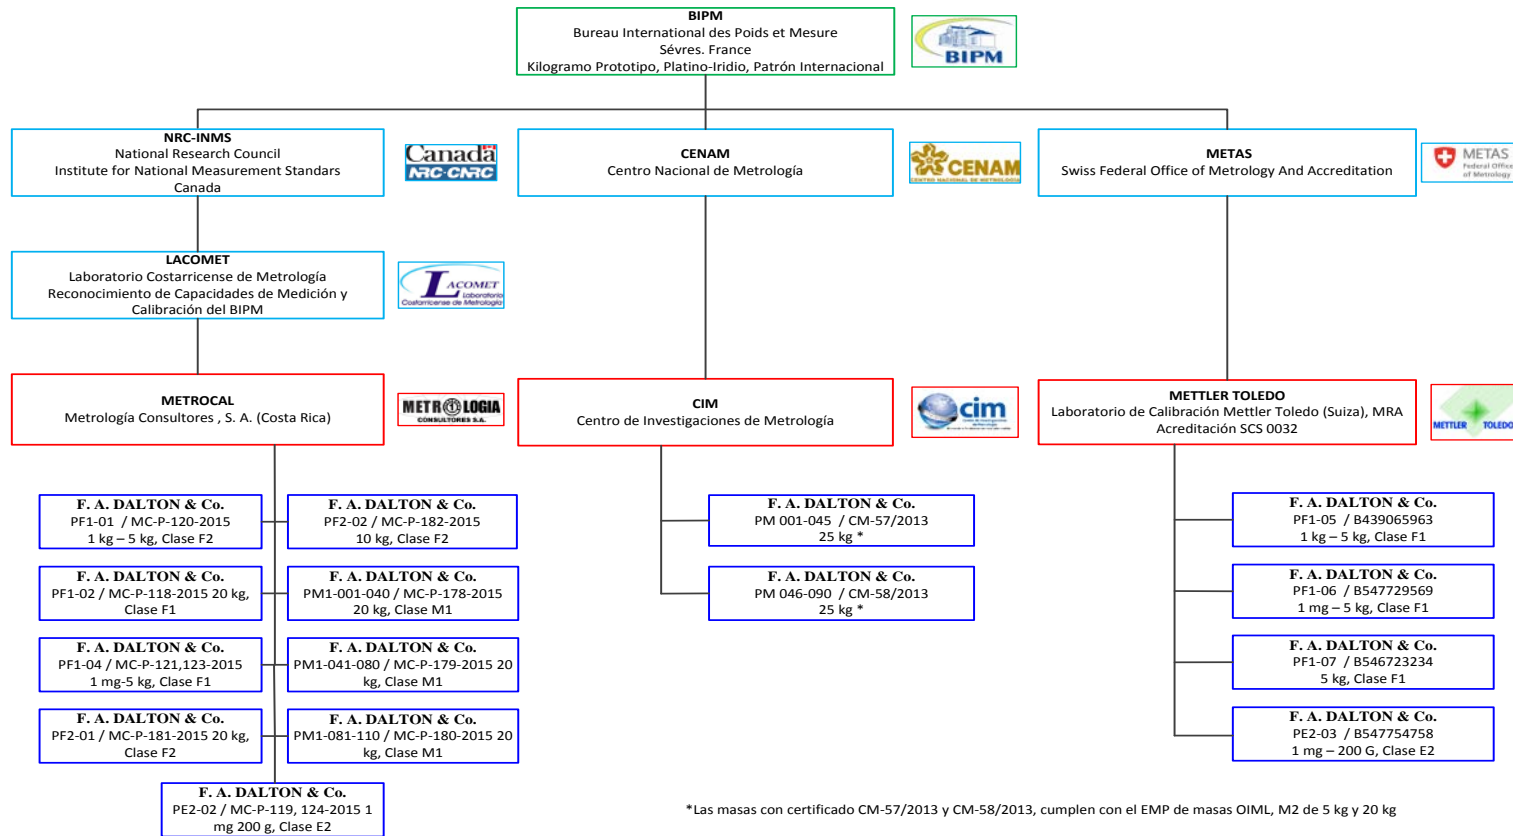 BIPM
Bureau International des Poids et Mesure
Sévres. France
Kilogramo Prototipo, Platino-Iridio, Patrón Internacional
BIPM
NRC-INMS
National Research Council
Institute for National Measurement Standars
Canada
Canada
NRC-CNRC
CENAM
Centro Nacional de Metrología
CENAM
CENTRO NACIONAL DE METROLOGIA
METAS
Swiss Federal Office of Metrology And Accreditation
METAS
Federal Office
of Metrology
LACOMET
Laboratorio Costarricense de Metrología
Reconocimiento de Capacidades de Medición y
Calibración del BIPM
LACOMET
Laboratorio
Costarricense de Metrología
METROCAL
Metrología Consultores , S. A. (Costa Rica)
METROLOGIA
CONSULTORES S.A.
CIM
Centro de Investigaciones de Metrología
cim
METTLER TOLEDO
Laboratorio de Calibración Mettler Toledo (Suiza), MRA
Acreditación SCS 0032
METTLER TOLEDO
F. A. DALTON & Co.
PF1-01 / MC-P-120-2015
1 kg – 5 kg, Clase F2
F. A. DALTON & Co.
PF2-02 / MC-P-182-2015
10 kg, Clase F2
F. A. DALTON & Co.
PF1-02 / MC-P-118-2015 20 kg,
Clase F1
F. A. DALTON & Co.
PM1-001-040 / MC-P-178-2015
20 kg, Clase M1
F. A. DALTON & Co.
PF1-04 / MC-P-121,123-2015
1 mg-5 kg, Clase F1
F. A. DALTON & Co.
PM1-041-080 / MC-P-179-2015 20
kg, Clase M1
F. A. DALTON & Co.
PF2-01 / MC-P-181-2015 20 kg,
Clase F2
F. A. DALTON & Co.
PM1-081-110 / MC-P-180-2015 20
kg, Clase M1
F. A. DALTON & Co.
PE2-02 / MC-P-119, 124-2015 1
mg 200 g, Clase E2
F. A. DALTON & Co.
PM 001-045 / CM-57/2013
25 kg *
F. A. DALTON & Co.
PM 046-090 / CM-58/2013
25 kg *
F. A. DALTON & Co.
PF1-05 / B439065963
1 kg – 5 kg, Clase F1
F. A. DALTON & Co.
PF1-06 / B547729569
1 mg – 5 kg, Clase F1
F. A. DALTON & Co.
PF1-07 / B546723234
5 kg, Clase F1
F. A. DALTON & Co.
PE2-03 / B547754758
1 mg – 200 G, Clase E2
*Las masas con certificado CM-57/2013 y CM-58/2013, cumplen con el EMP de masas OIML, M2 de 5 kg y 20 kg